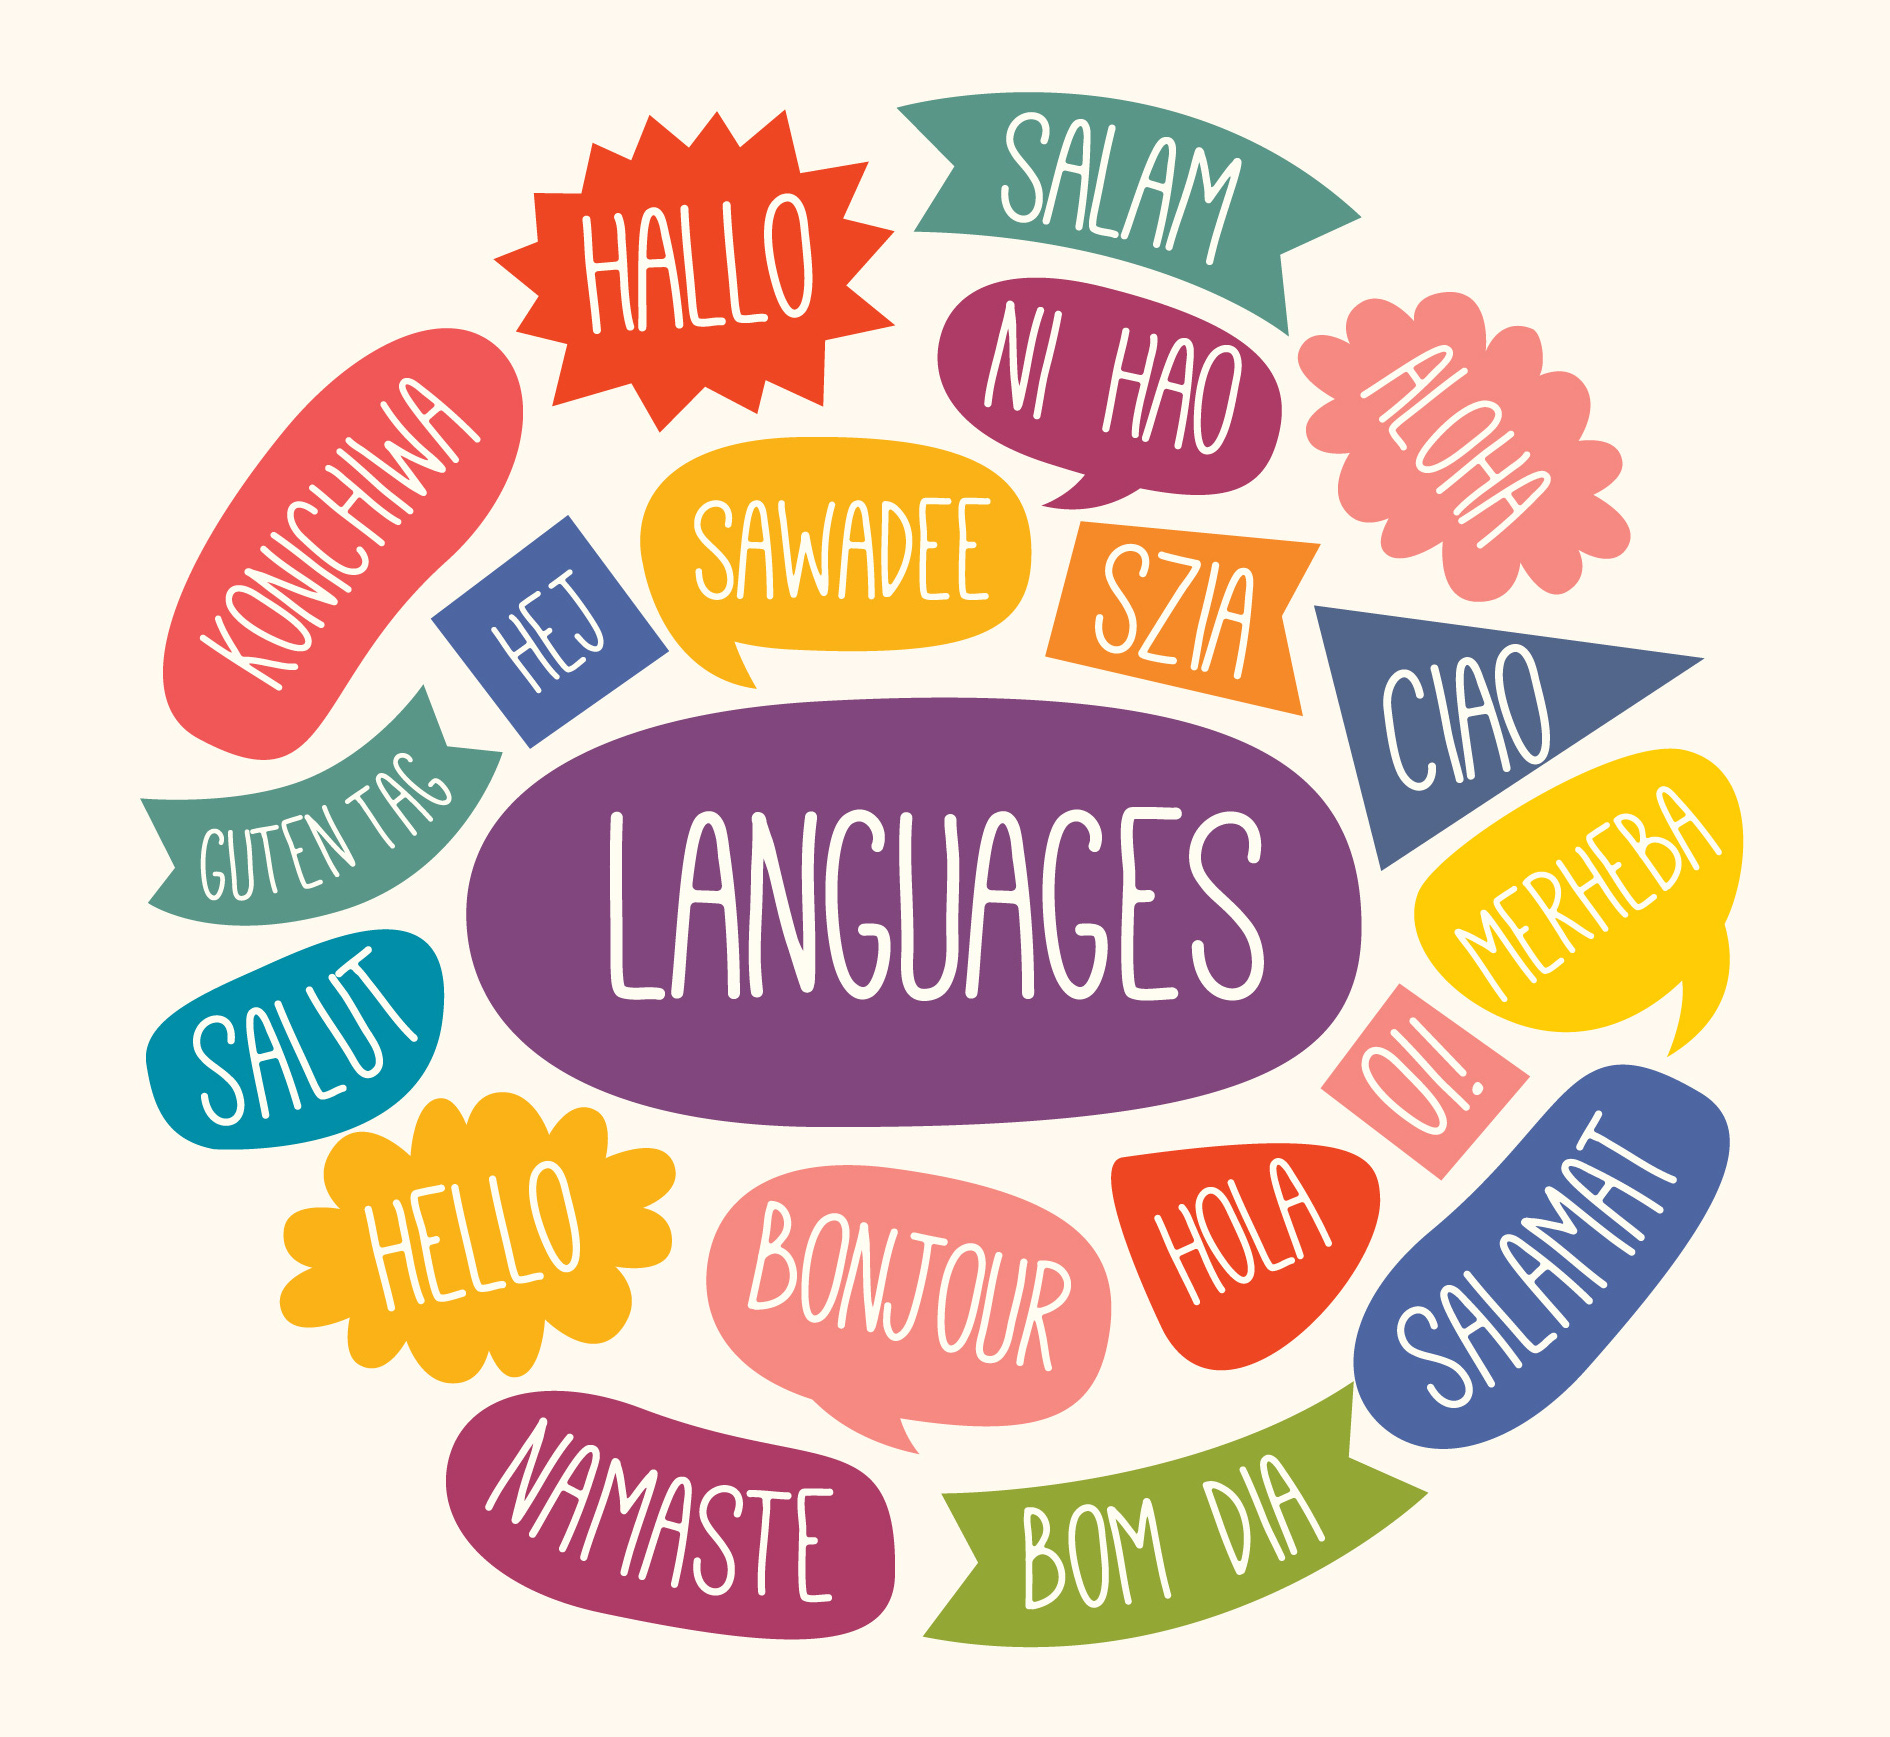 SALAM
HALLO
NI HAO
ALOHA
KONICHIWA
SAWADEE
HEJ
SZIA
CIAO
GUTEN TAG
LANGUAGES
MERHEBA
SALUT
OI!
HELLO
BONJOUR
HOLA
SALAMAT
NAMASTE
BOM DIA